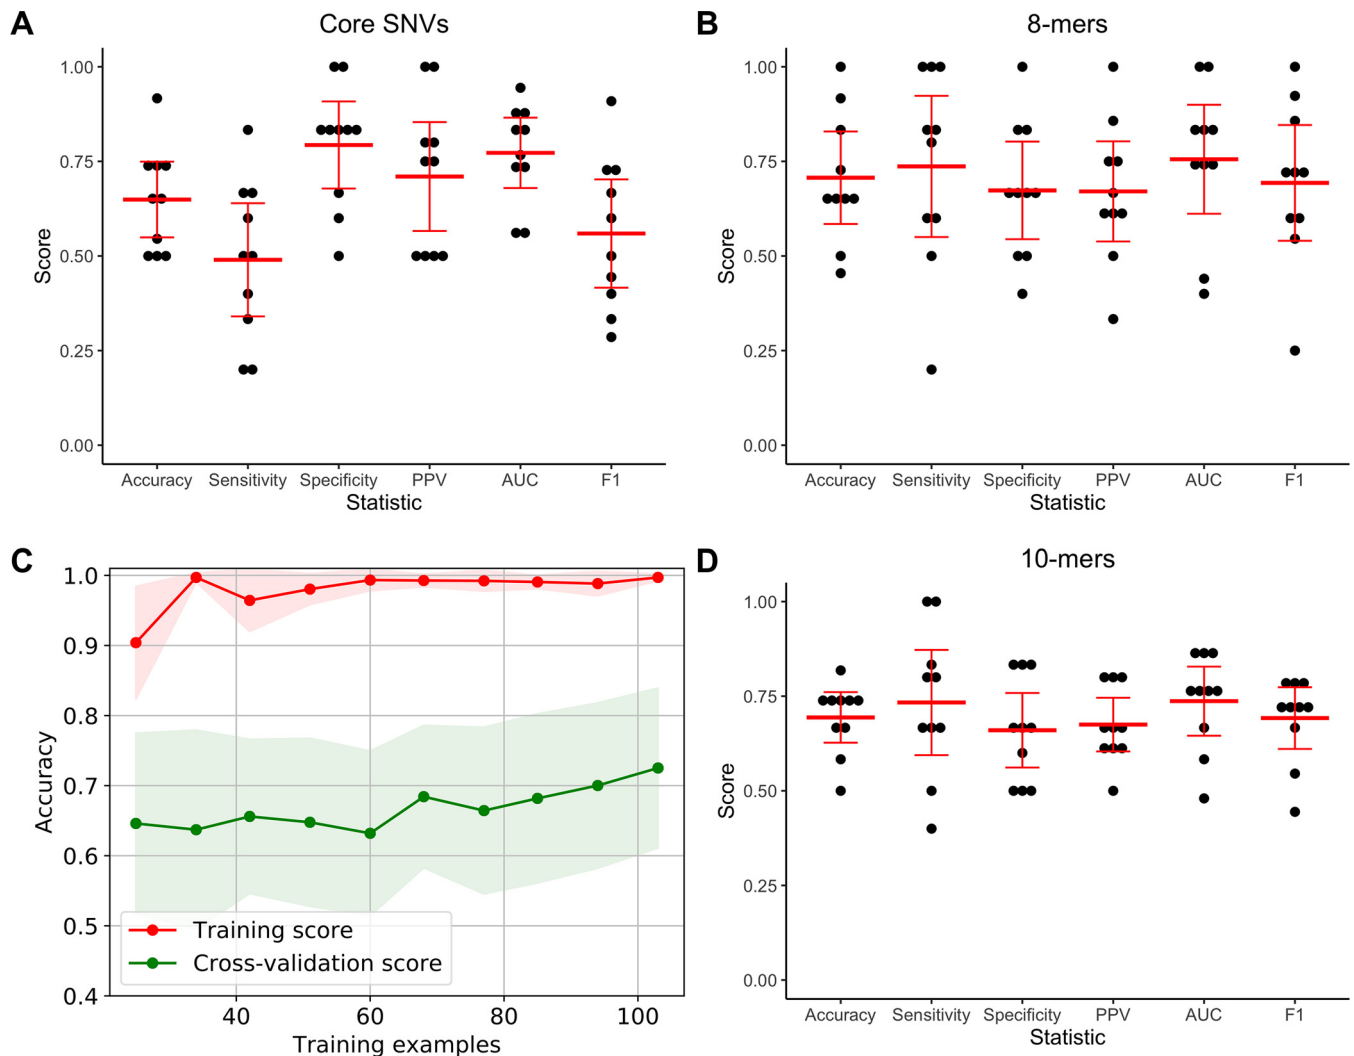 A
Core SNVs
1.00
0.75
0.50
0.25
0.00
Score
Accuracy Sensitivity Specificity PPV AUC F1
Statistic
B
8-mers
1.00
0.75
0.50
0.25
0.00
Score
Accuracy Sensitivity Specificity PPV AUC F1
Statistic
C
1.0
0.9
0.8
0.7
0.6
0.5
0.4
Accuracy
Training score
Cross-validation score
40 60 80 100
Training examples
D
10-mers
1.00
0.75
0.50
0.25
0.00
Score
Accuracy Sensitivity Specificity PPV AUC F1
Statistic